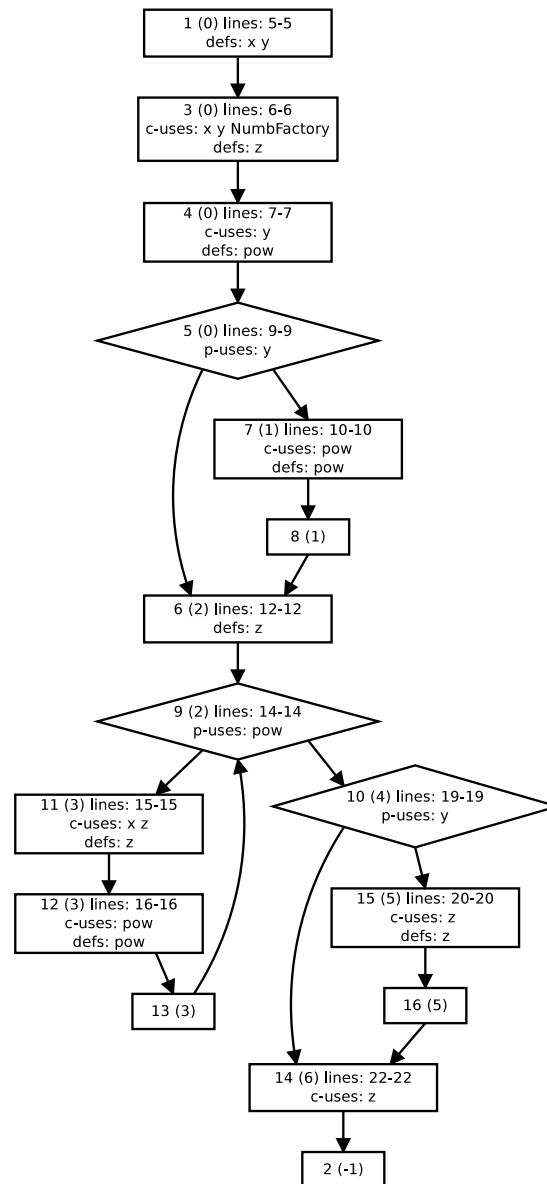 1 (0) lines: 5-5
defs: x y
3 (0) lines: 6-6
c-uses: x y NumbFactory
defs: z
4 (0) lines: 7-7
c-uses: y
defs: pow
5 (0) lines: 9-9
p-uses: y
7 (1) lines: 10-10
c-uses: pow
defs: pow
8 (1)
6 (2) lines: 12-12
defs: z
9 (2) lines: 14-14
p-uses: pow
11 (3) lines: 15-15
c-uses: x z
defs: z
10 (4) lines: 19-19
p-uses: y
12 (3) lines: 16-16
c-uses: pow
defs: pow
15 (5) lines: 20-20
c-uses: z
defs: z
13 (3)
16 (5)
14 (6) lines: 22-22
c-uses: z
2 (-1)